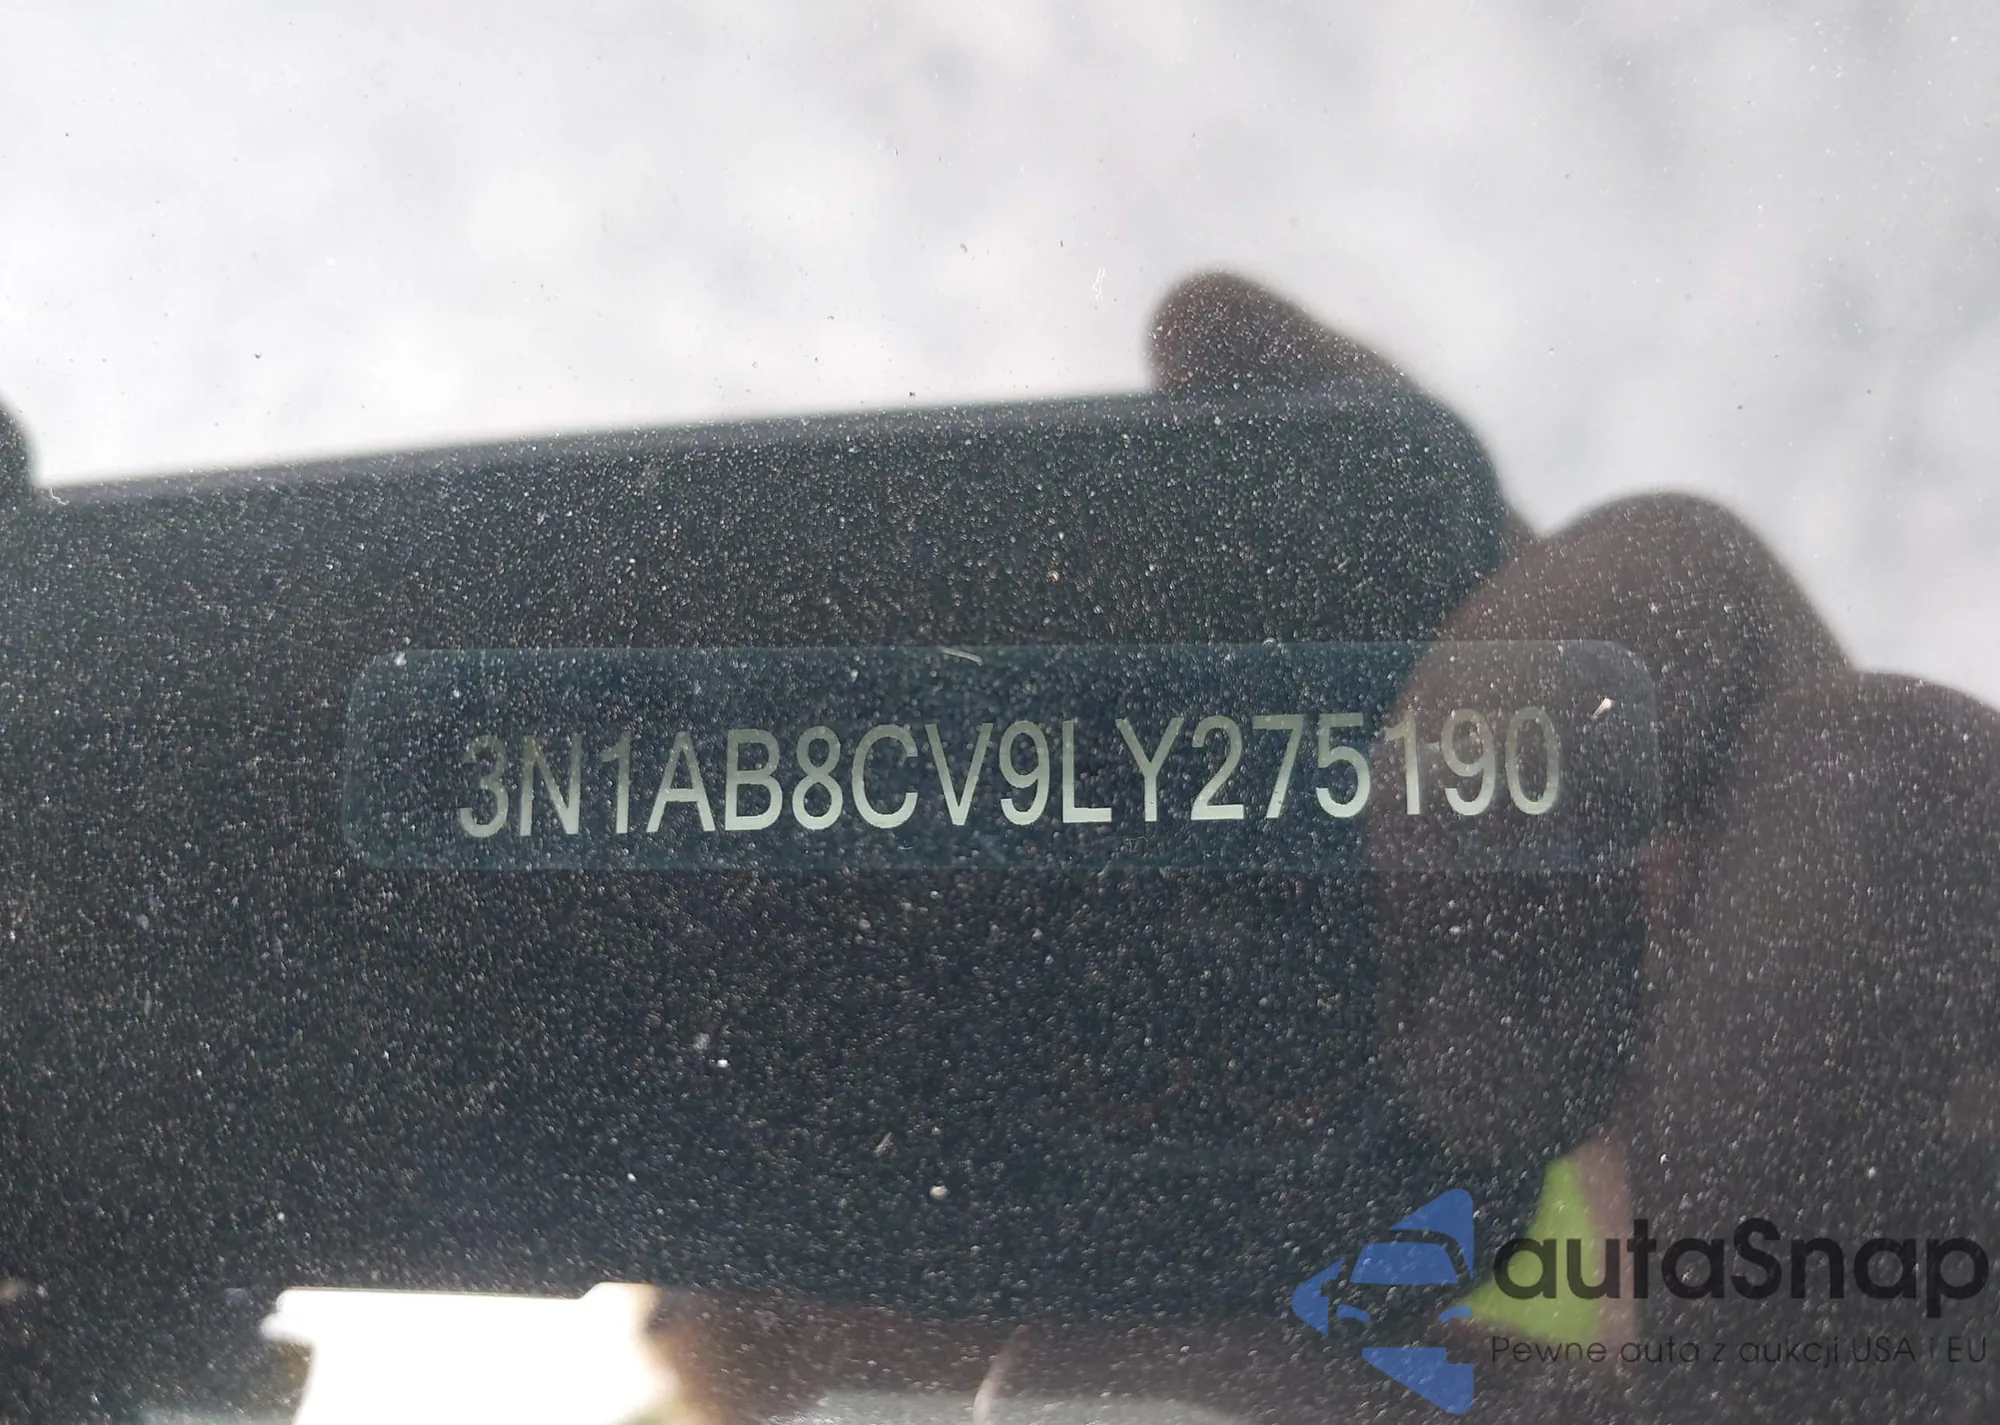 3N1AB8CV9LY275190
autaSnap
Pewne auta z aukcji USA i EU